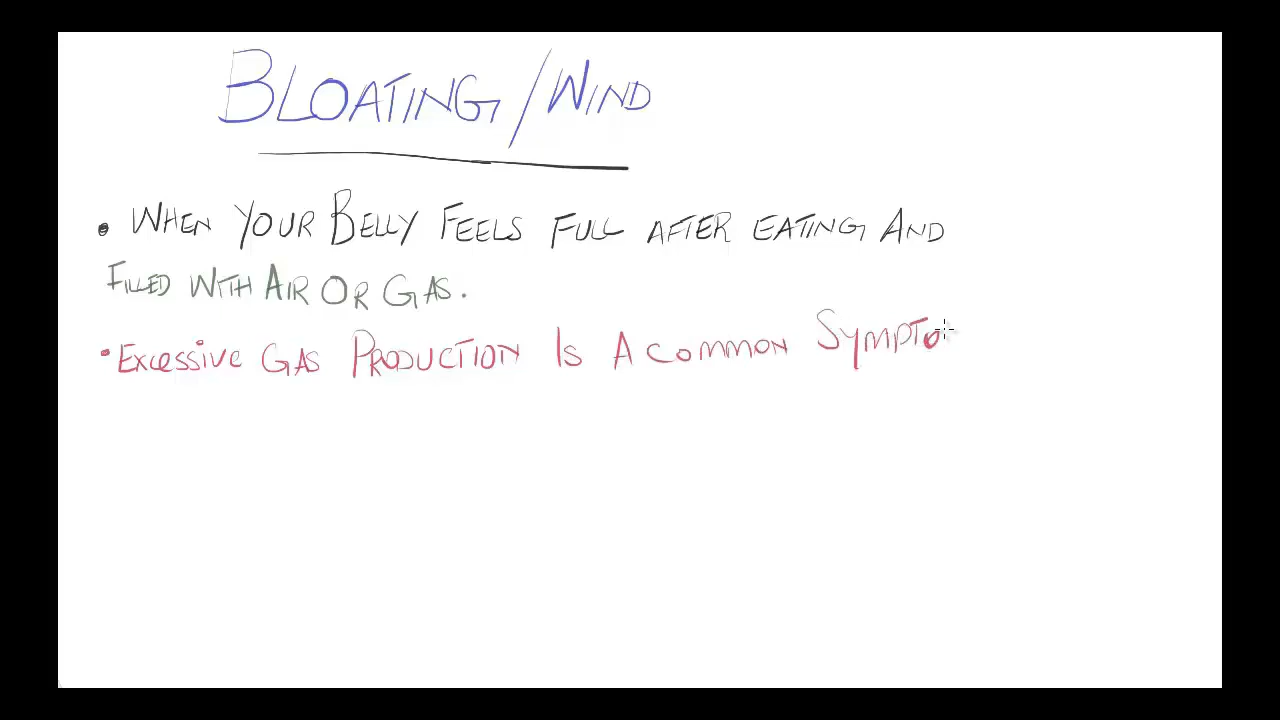 BLOATING/WIND
• WHEN YOUR BELLY FEELS FULL AFTER EATING AND
FILLED WITH AIR OR GAS.
• EXCESSIVE GAS PRODUCTION IS A COMMON SYMPTO